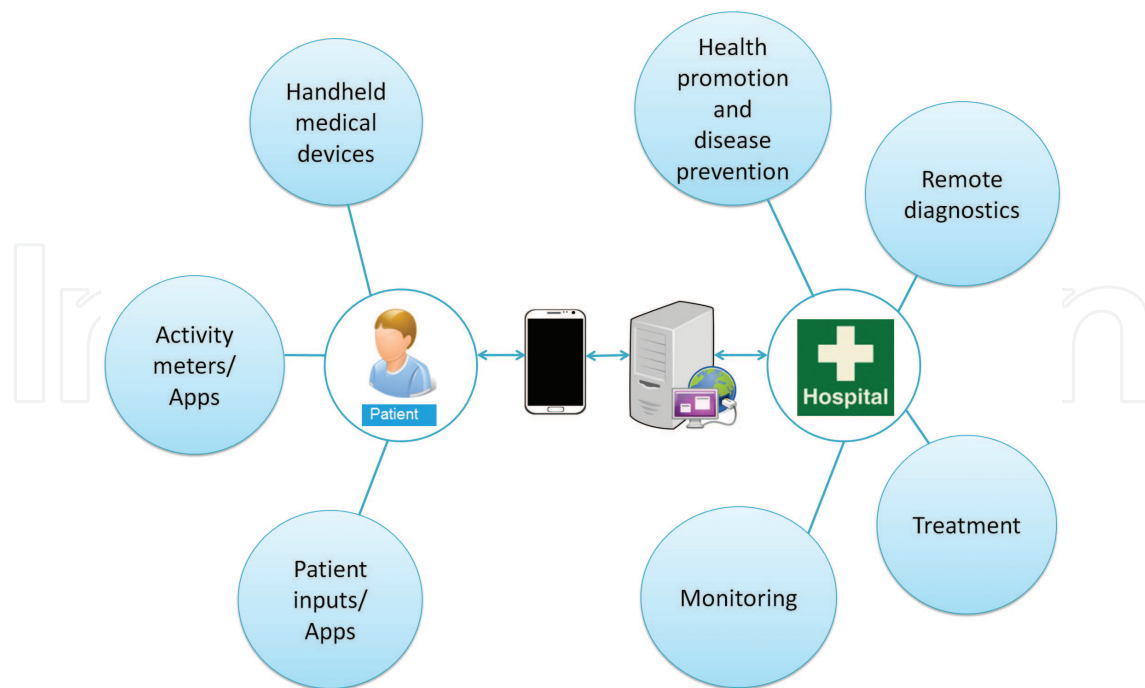 Handheld
medical
devices
Activity
meters/
Apps
Patient
inputs/
Apps
Patient
Health
promotion
and
disease
prevention
Remote
diagnostics
Hospital
Treatment
Monitoring